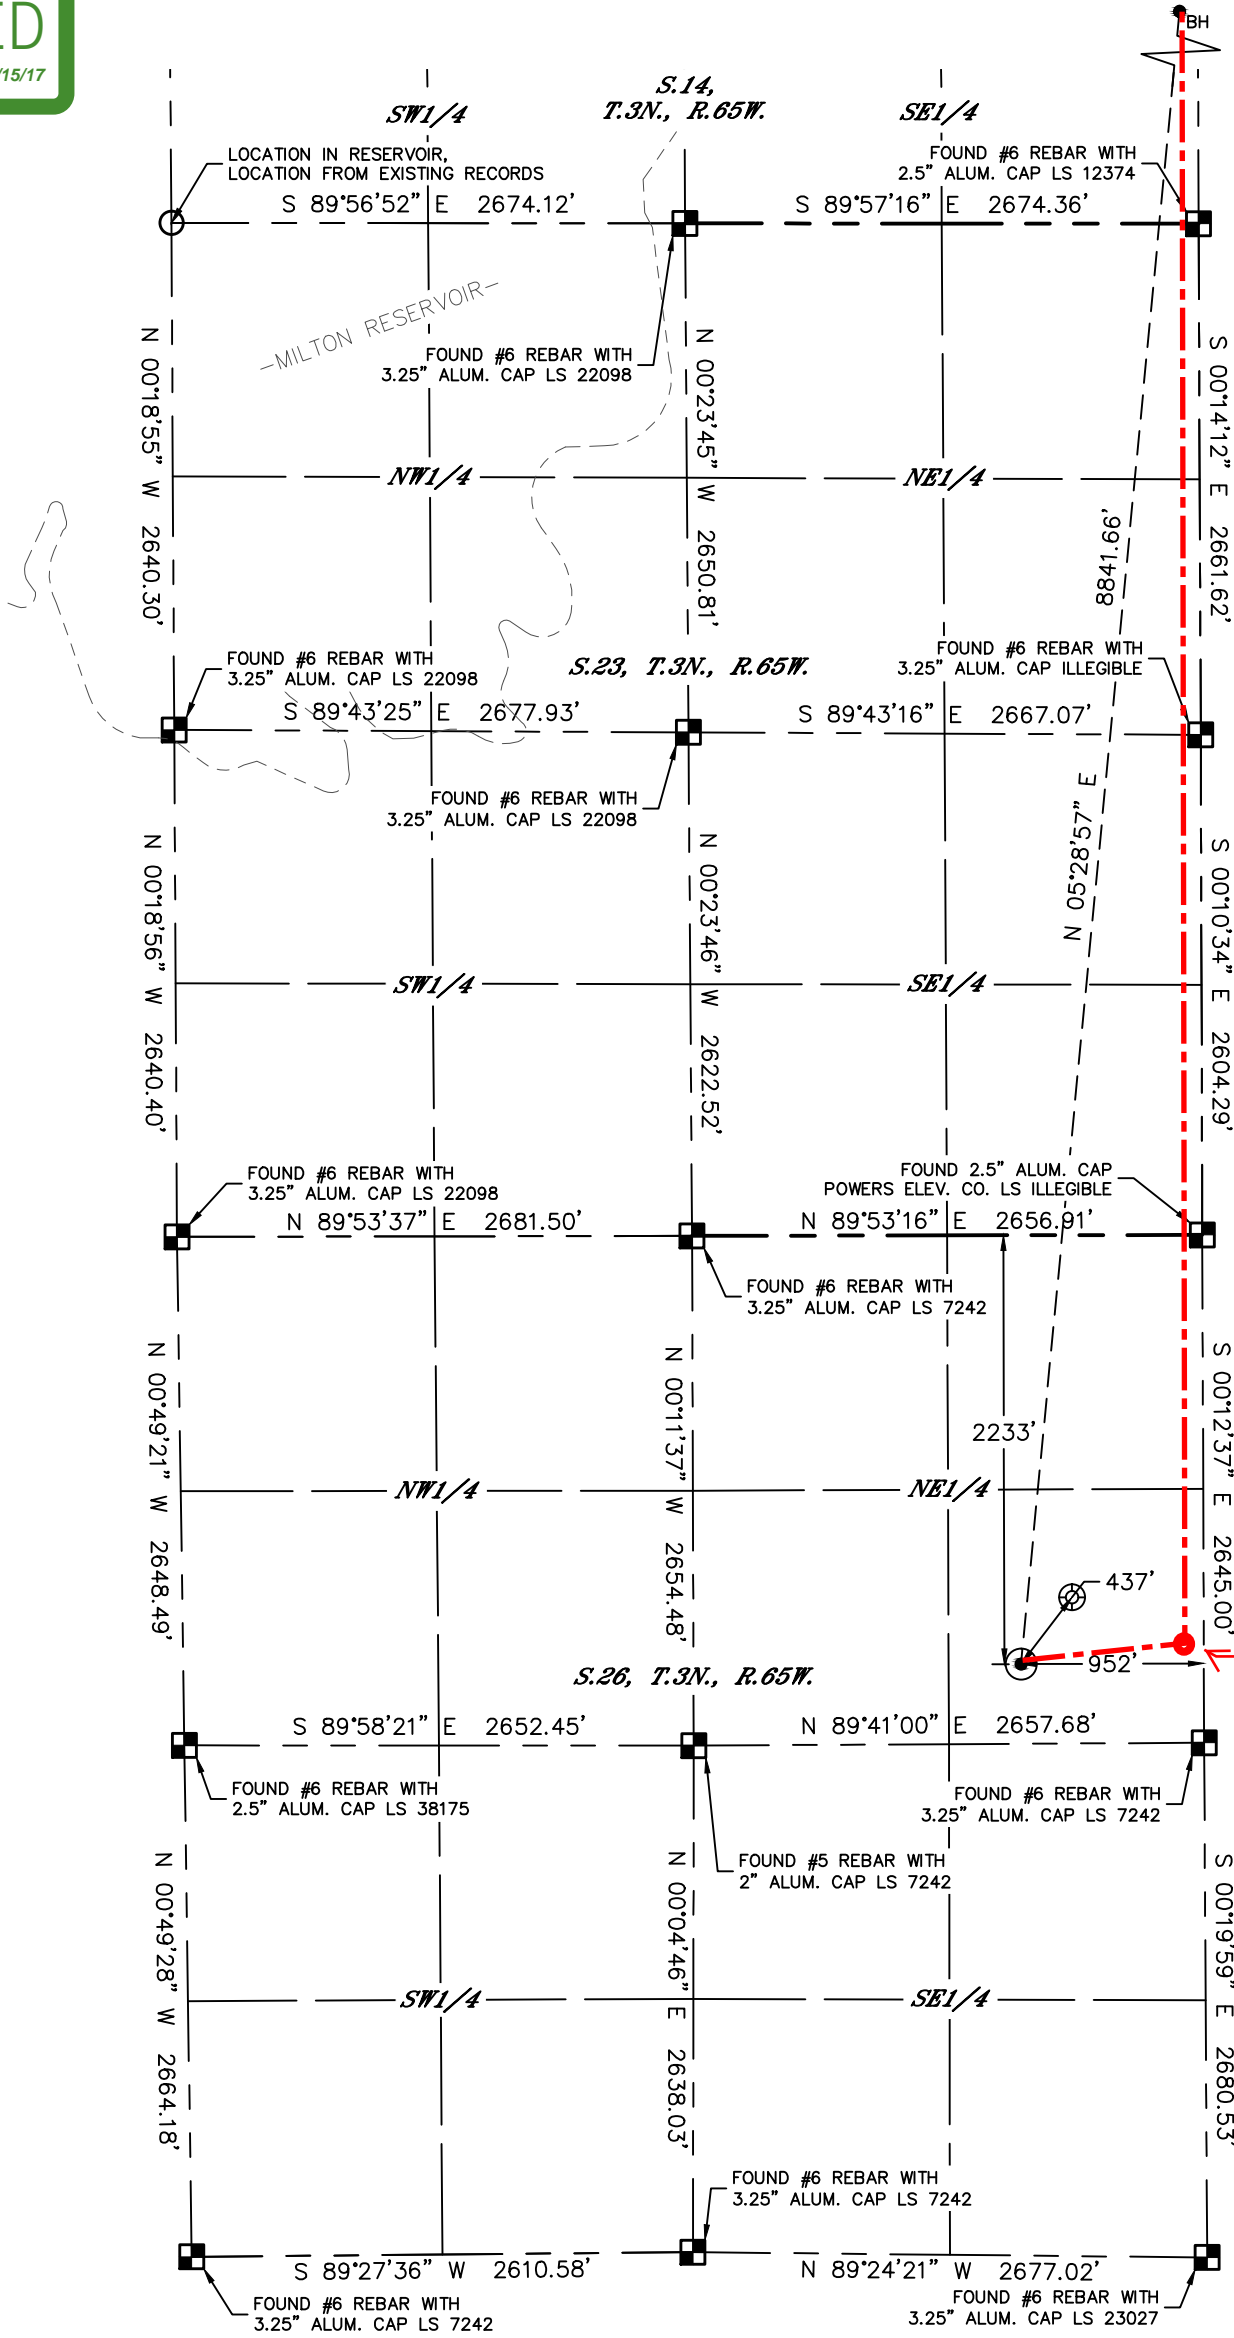 ED
/15/17
BH
SW1/4
S.14,
T.3N., R.65W.
SE1/4
LOCATION IN RESERVOIR,
LOCATION FROM EXISTING RECORDS
FOUND #6 REBAR WITH
2.5" ALUM. CAP LS 12374
S 89°56'52" E 2674.12'
S 89°57'16" E 2674.36'
-MILTON RESERVOIR-
FOUND #6 REBAR WITH
3.25" ALUM. CAP LS 22098
N 00°18'55" W 2640.30'
N 00°23'45" W 2650.81'
S 00°14'12" E 2661.62'
NW1/4
NE1/4
8841.66'
FOUND #6 REBAR WITH
3.25" ALUM. CAP LS 22098
S.23, T.3N., R.65W.
FOUND #6 REBAR WITH
3.25" ALUM. CAP ILLEGIBLE
S 89°43'25" E 2677.93'
S 89°43'16" E 2667.07'
FOUND #6 REBAR WITH
3.25" ALUM. CAP LS 22098
N 05°28'57" E
N 00°18'56" W 2640.40'
N 00°23'46" W 2622.52'
S 00°10'34" E 2604.29'
SW1/4
SE1/4
FOUND #6 REBAR WITH
3.25" ALUM. CAP LS 22098
FOUND 2.5" ALUM. CAP
POWERS ELEV. CO. LS ILLEGIBLE
N 89°53'37" E 2681.50'
N 89°53'16" E 2656.91'
FOUND #6 REBAR WITH
3.25" ALUM. CAP LS 7242
N 00°49'21" W 2648.49'
N 00°11'37" W 2654.48'
S 00°12'37" E 2645.00'
2233'
NW1/4
NE1/4
437'
952'
S.26, T.3N., R.65W.
S 89°58'21" E 2652.45'
N 89°41'00" E 2657.68'
FOUND #6 REBAR WITH
2.5" ALUM. CAP LS 38175
FOUND #6 REBAR WITH
3.25" ALUM. CAP LS 7242
FOUND #5 REBAR WITH
2" ALUM. CAP LS 7242
N 00°49'28" W 2664.18'
N 00°04'46" E 2638.03'
S 00°19'59" E 2680.53'
SW1/4
SE1/4
FOUND #6 REBAR WITH
3.25" ALUM. CAP LS 7242
S 89°27'36" W 2610.58'
N 89°24'21" W 2677.02'
FOUND #6 REBAR WITH
3.25" ALUM. CAP LS 7242
FOUND #6 REBAR WITH
3.25" ALUM. CAP LS 23027